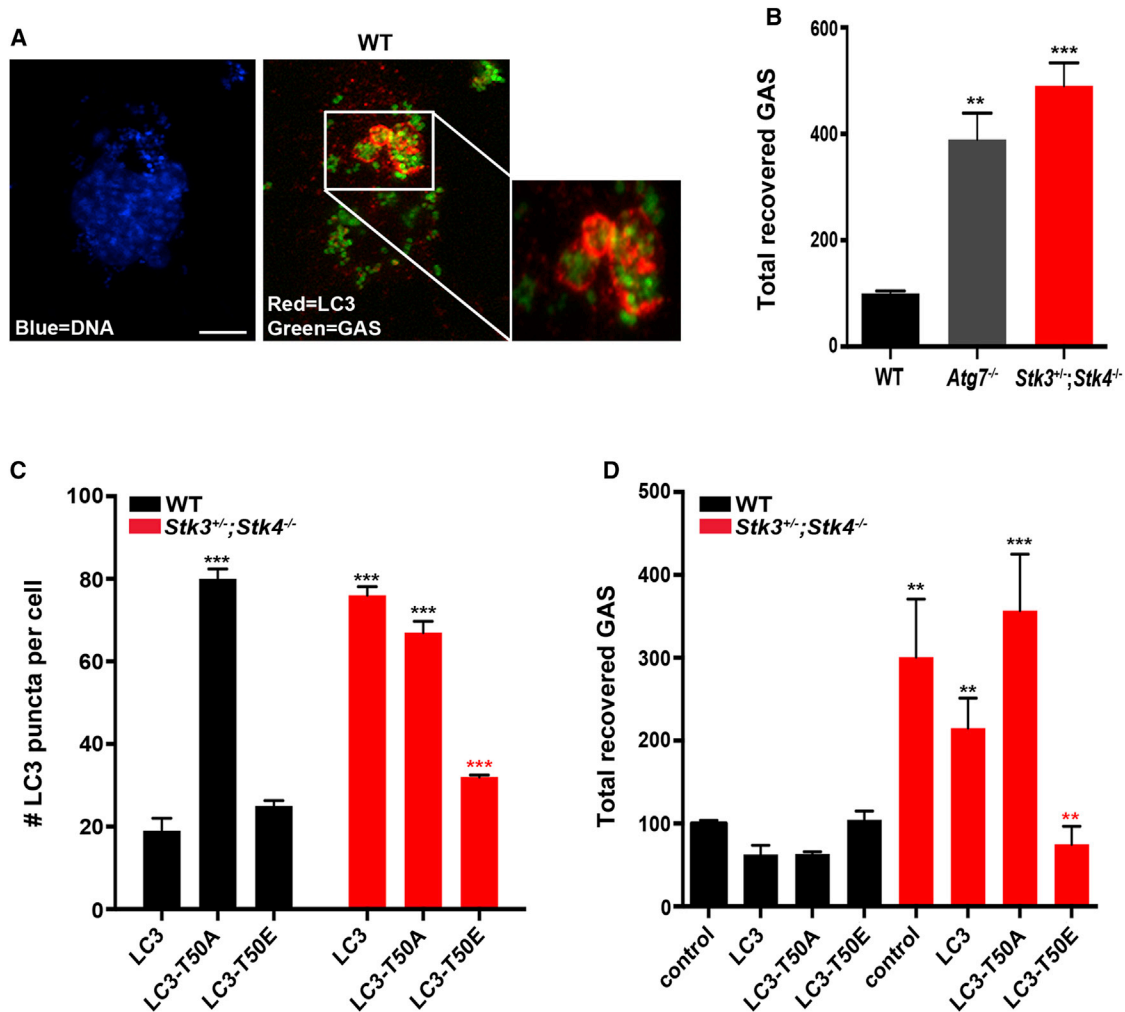 A
WT
Blue=DNA
Red=LC3
Green=GAS
B
Total recovered GAS
600
400
200
0
**
***
WT
Atg7-/-
Stk3+/-;Stk4-/-
C
# LC3 puncta per cell
100
80
60
40
20
0
WT
Stk3+/-;Stk4-/-
***
***
***
***
LC3
LC3-T50A
LC3-T50E
LC3
LC3-T50A
LC3-T50E
D
Total recovered GAS
500
400
300
200
100
0
WT
Stk3+/-;Stk4-/-
**
**
***
**
control
LC3
LC3-T50A
LC3-T50E
control
LC3
LC3-T50A
LC3-T50E